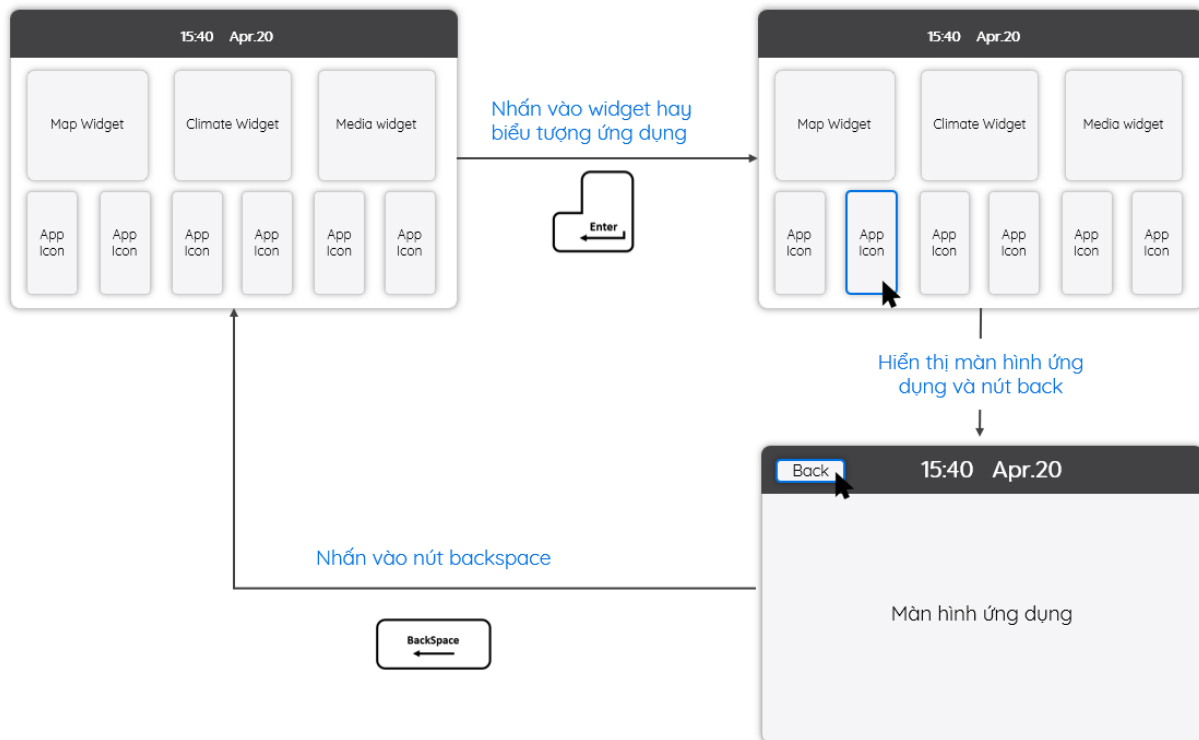 15:40 Apr.20
Map Widget
Climate Widget
Media widget
App
Icon
App
Icon
App
Icon
App
Icon
App
Icon
App
Icon
Nhấn vào widget hay
biểu tượng ứng dụng
Enter
15:40 Apr.20
Map Widget
Climate Widget
Media widget
App
Icon
App
Icon
App
Icon
App
Icon
App
Icon
App
Icon
Hiển thị màn hình ứng
dụng và nút back
Back
15:40 Apr.20
Màn hình ứng dụng
Nhấn vào nút backspace
BackSpace